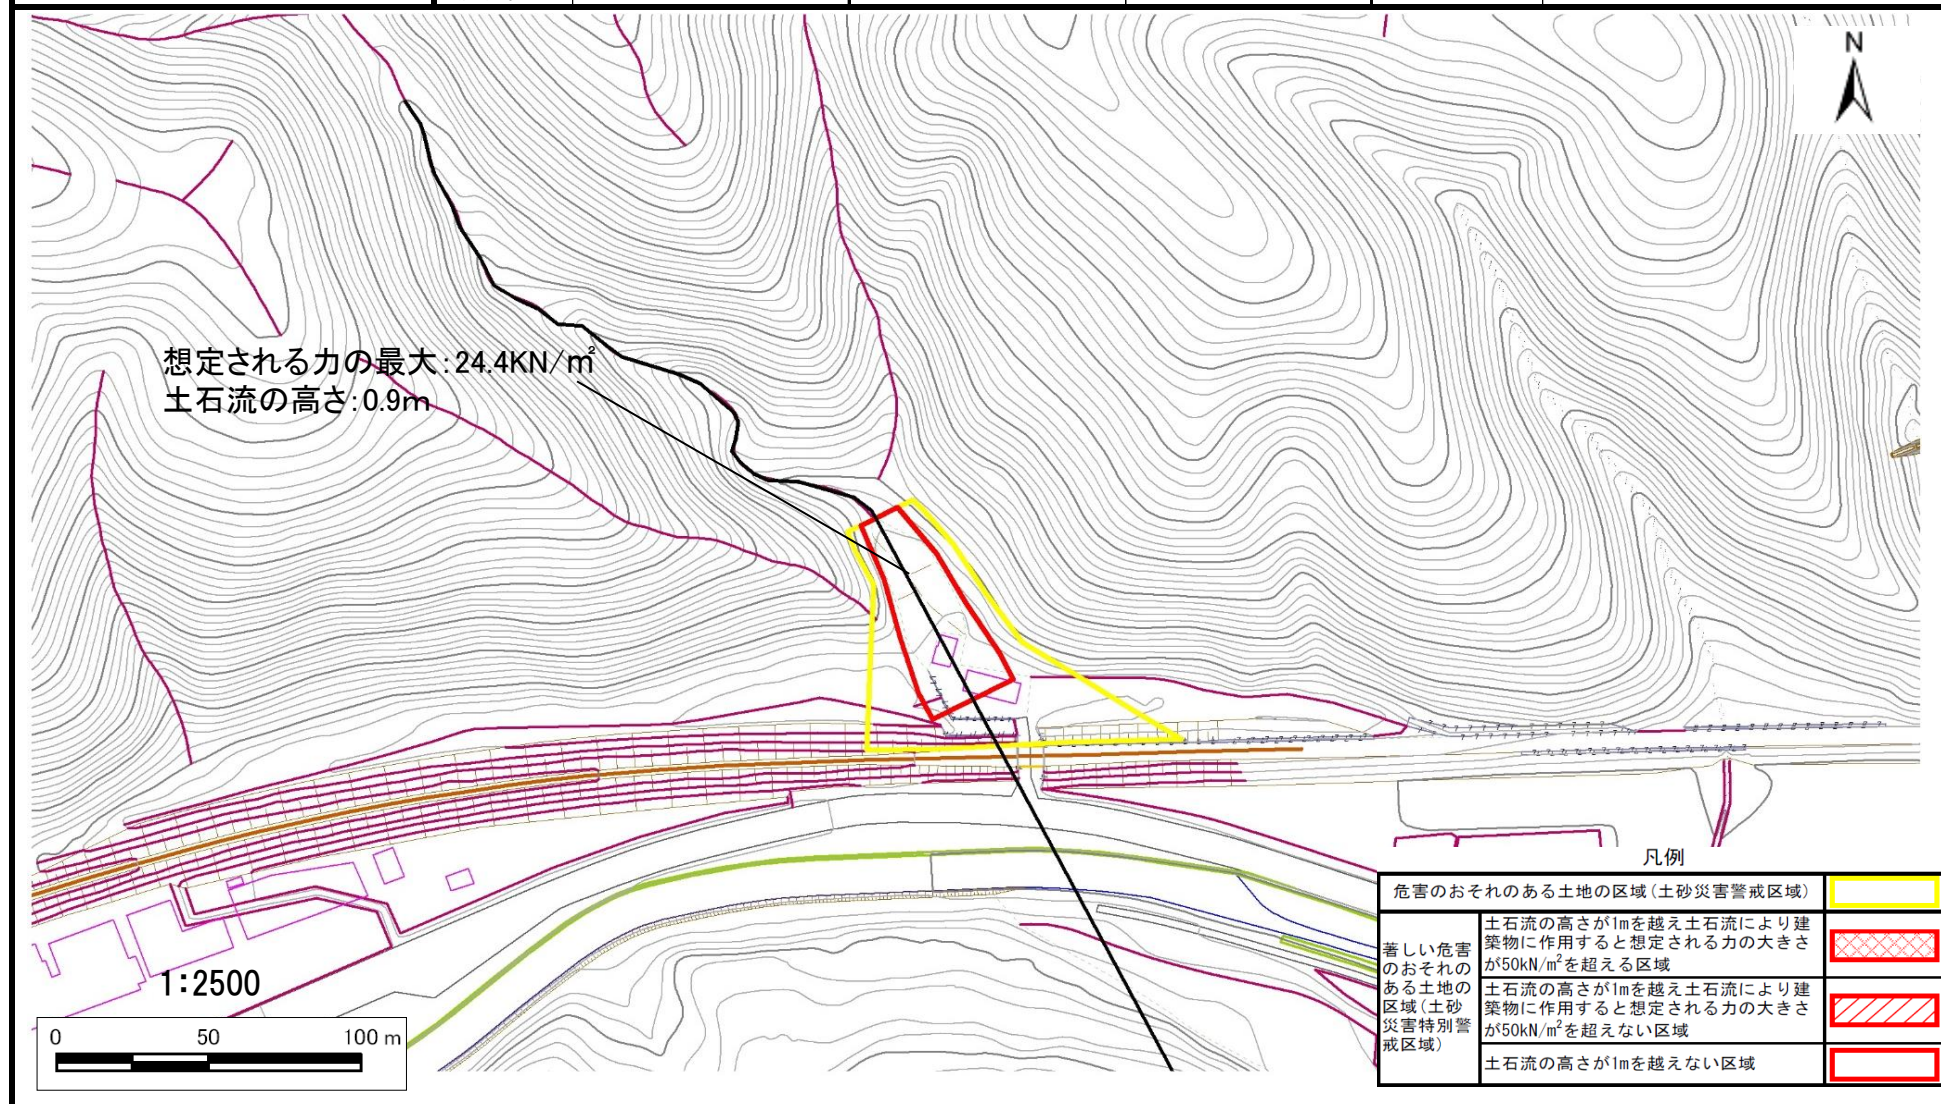 N
想定される力の最大:24.4KN/㎡
土石流の高さ:0.9m
1:2500
0 50 100 m
凡例
危害のおそれのある土地の区域(土砂災害警戒区域)
著しい危害
のおそれの
ある土地の
区域(土砂
災害特別警
戒区域)
土石流の高さが1mを越え土石流により建
築物に作用すると想定される力の大きさ
が50kN/m²を超える区域
土石流の高さが1mを越え土石流により建
築物に作用すると想定される力の大きさ
が50kN/m²を超えない区域
土石流の高さが1mを越えない区域